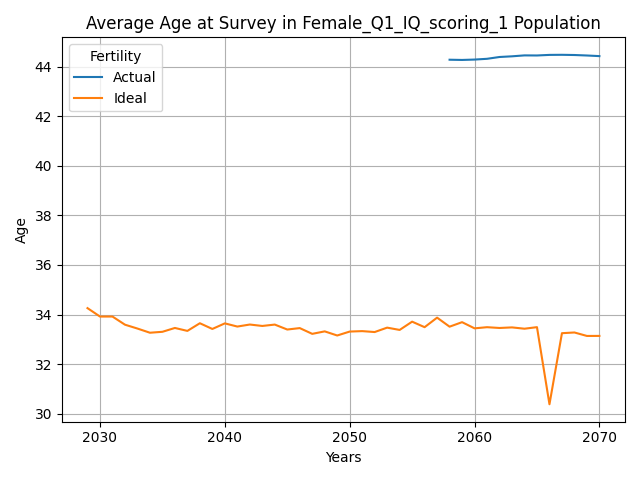 Average Age at Survey in Female_Q1_IQ_scoring_1 Population
Fertility
Actual
Ideal
44
42
40
38
36
34
32
30
Age
2030 2040 2050 2060 2070
Years